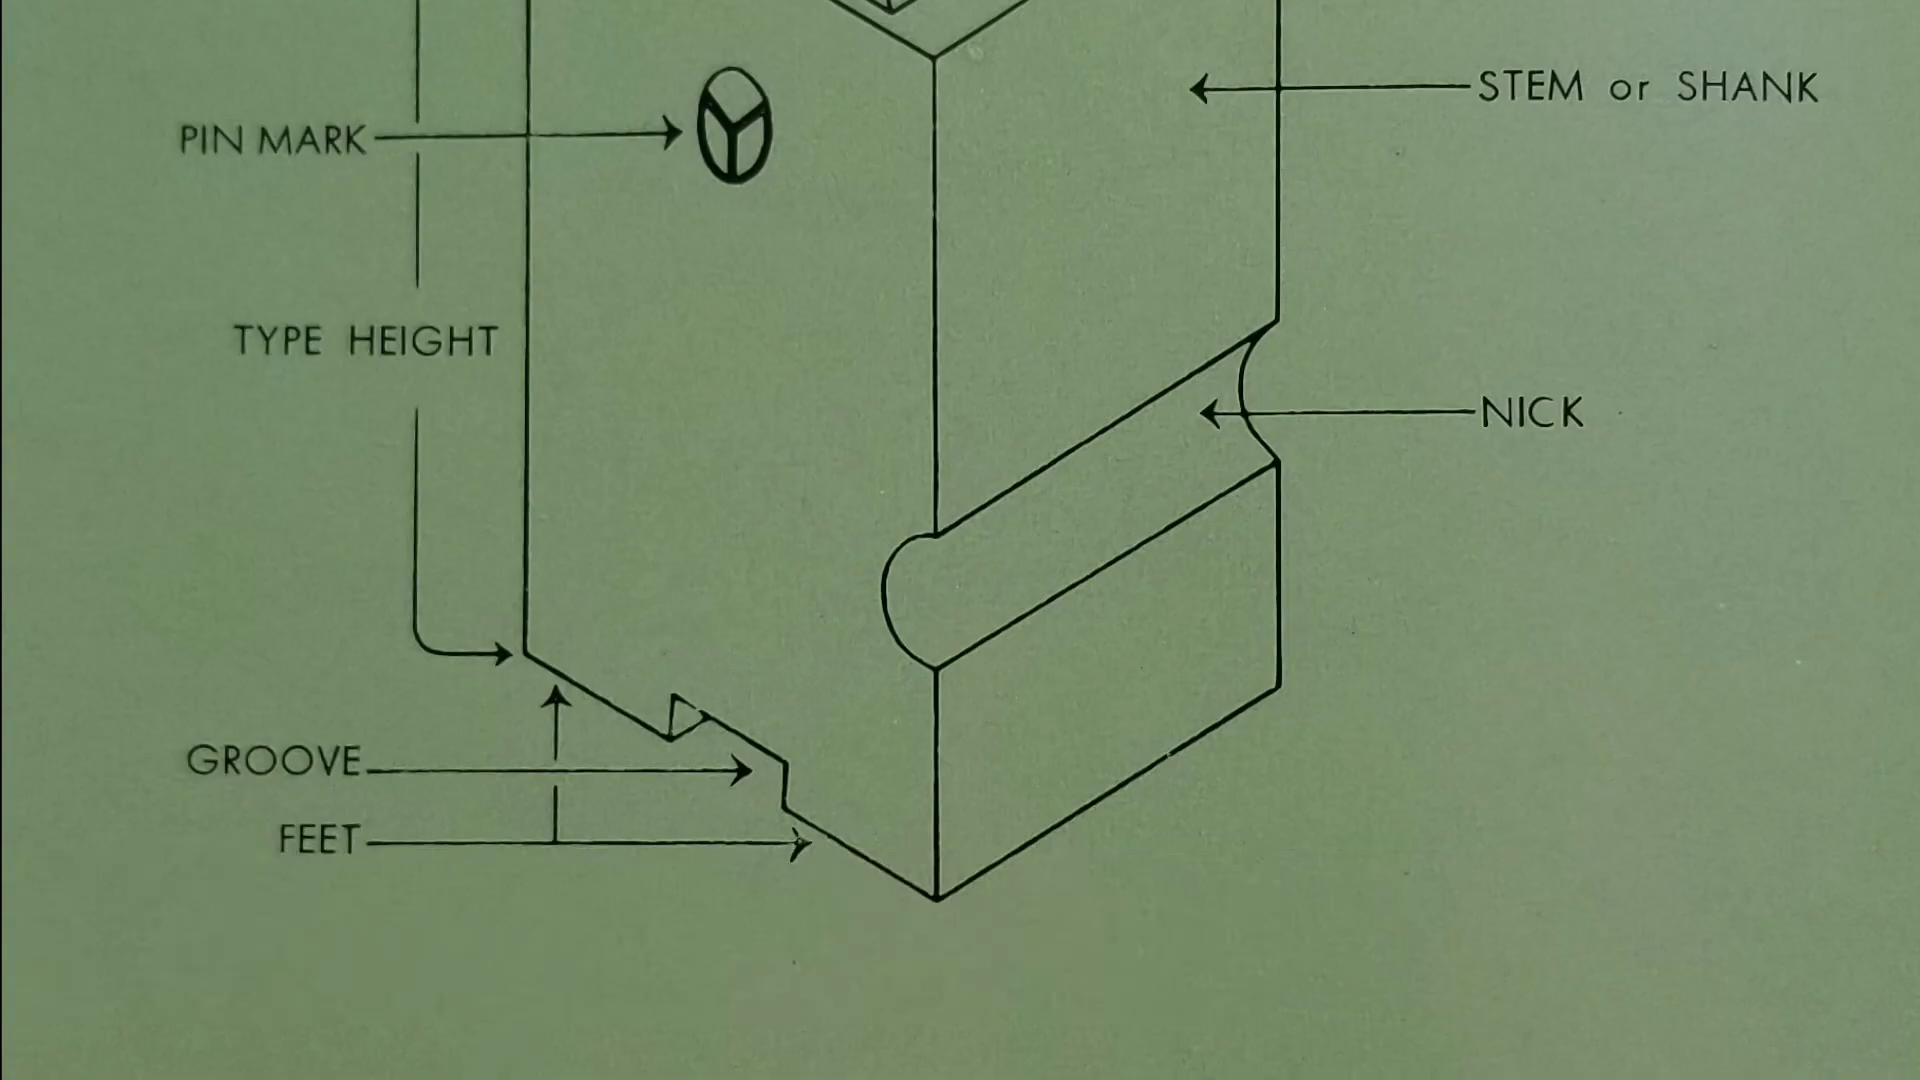 STEM or SHANK
PIN MARK
TYPE HEIGHT
NICK
GROOVE
FEET